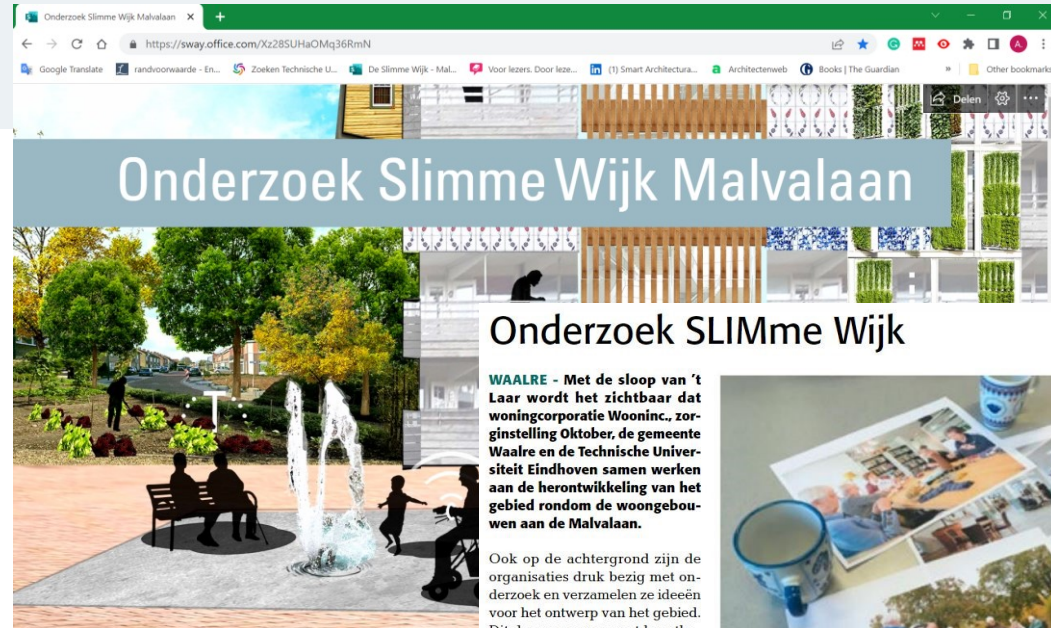 Onderzoek Slimme Wijk Malvalaan
https://sway.office.com/Xz28SUHaOMq36RmN
Google Translate
randvoorwaarde - En...
Zoeken Technische U...
De Slimme Wijk - Mal...
Voor lezers. Door leze...
(1) Smart Architectura...
Architectenweb
Books | The Guardian
»
Other bookmarks
Delen
Onderzoek Slimme Wijk Malvalaan
Onderzoek SLIMme Wijk
WAALRE - Met de sloop van 't
Laar wordt het zichtbaar dat
woningcorporatie Wooninc., zor-
ginstelling Oktober, de gemeente
Waalre en de Technische Univer-
siteit Eindhoven samen werken
aan de herontwikkeling van het
gebied rondom de woongebou-
wen aan de Malvalaan.
Ook op de achtergrond zijn de
organisaties druk bezig met on-
derzoek en verzamelen ze ideeën
voor het ontwerp van het gebied.